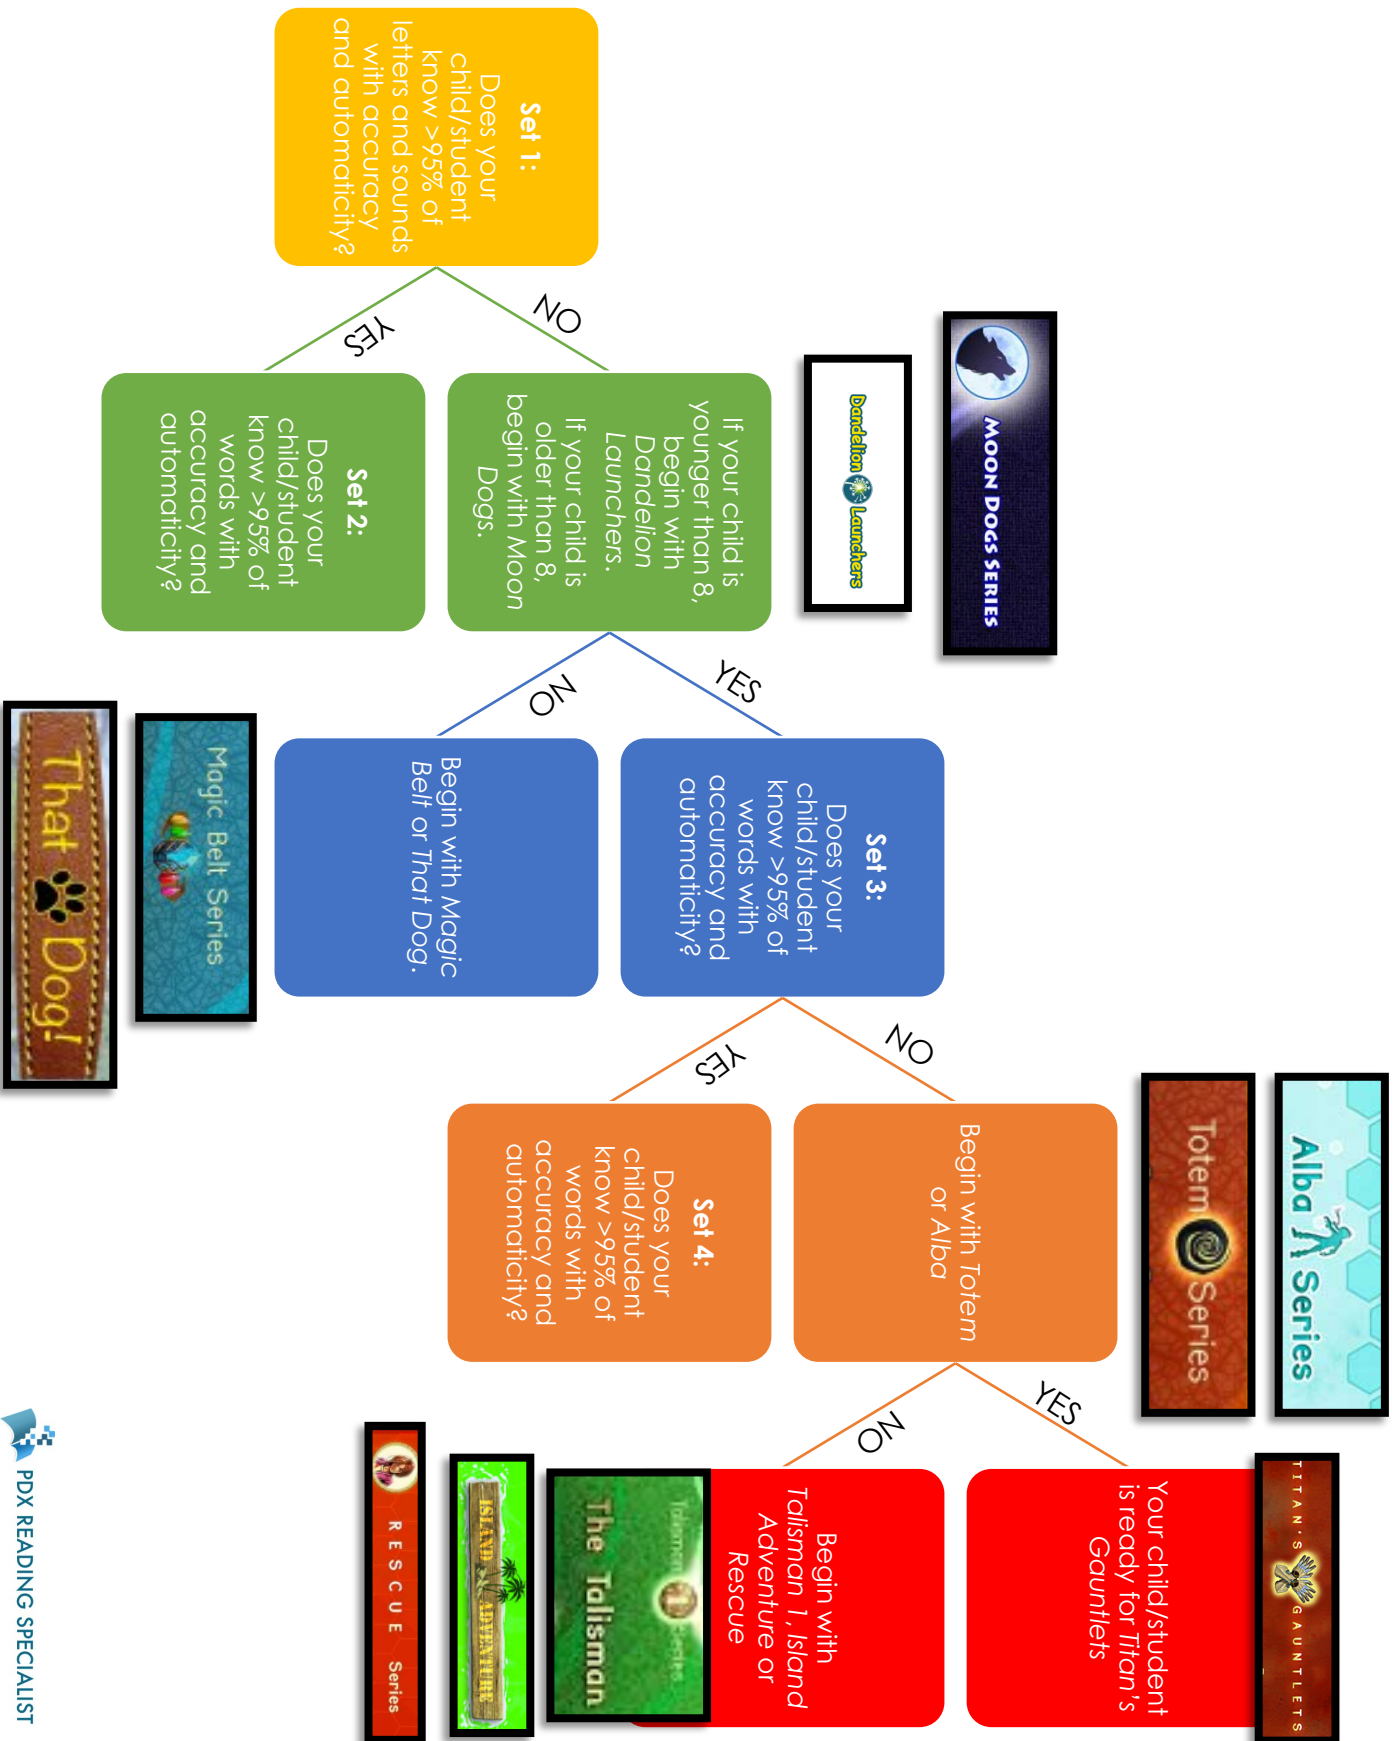 Set 1:
Does your
child/student
know >95% of
letters and sounds
with accuracy
and automaticity?
NO
YES
MOON DOGS SERIES
Dandelion Launchers
If your child is
younger than 8,
begin with
Dandelion
Launchers.
If your child is
older than 8,
begin with Moon
Dogs.
Set 2:
Does your
child/student
know >95% of
words with
accuracy and
automaticity?
YES
NO
Set 3:
Does your
child/student
know >95% of
words with
accuracy and
automaticity?
Begin with Magic
Belt or That Dog.
Magic Belt Series
That Dog!
NO
YES
Alba Series
Totem Series
Begin with Totem
or Alba
Set 4:
Does your
child/student
know >95% of
words with
accuracy and
automaticity?
YES
NO
TITAN'S GAUNTLETS
Your child/student
is ready for Titan's
Gauntlets
Begin with
Talisman 1, Island
Adventure or
Rescue
Talisman 1 Series
The Talisman
ISLAND ADVENTURE
RESCUE Series
PDX READING SPECIALIST